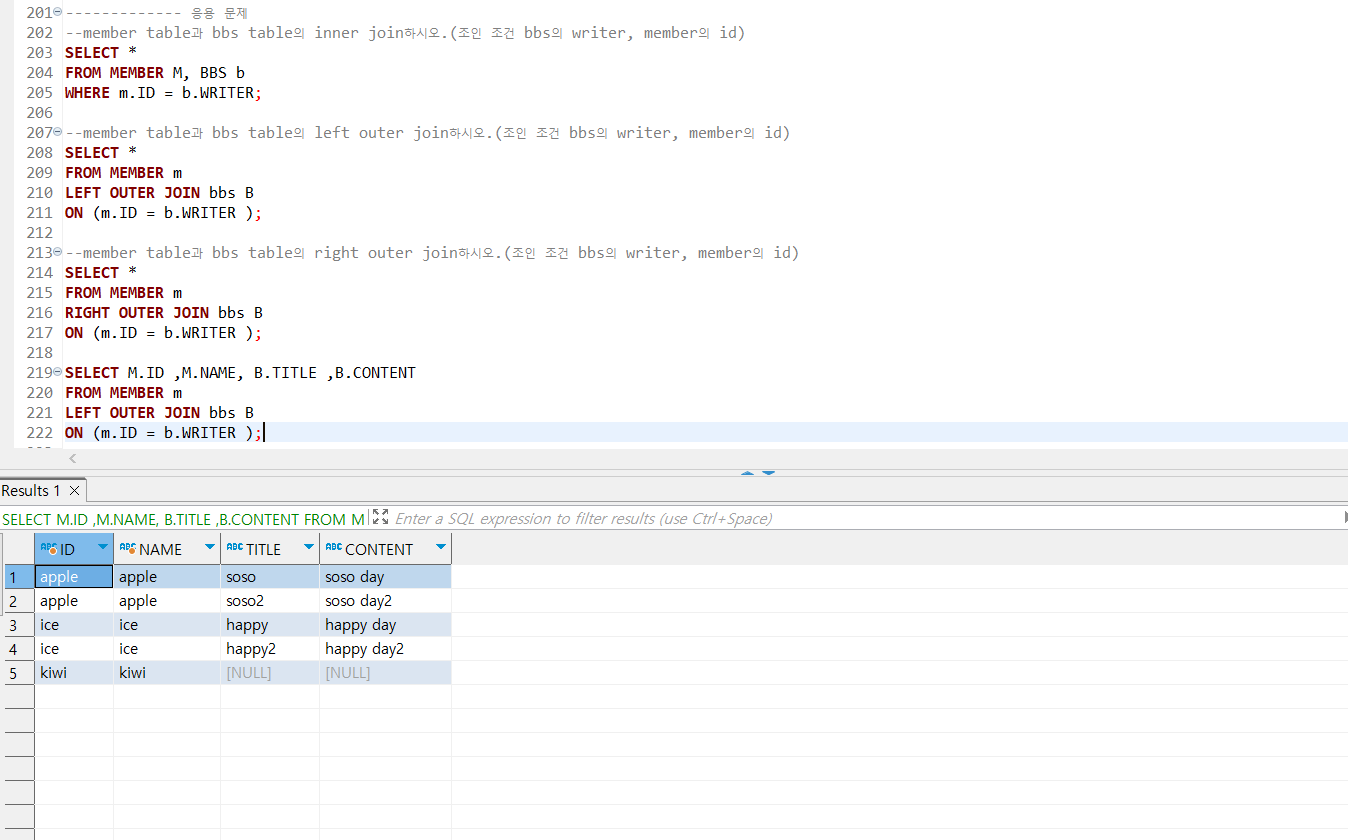 201 ------------- 응용 문제
202 --member table과 bbs table의 inner join하시오.(조인 조건 bbs의 writer, member의 id)
203 SELECT *
204 FROM MEMBER M, BBS b
205 WHERE m.ID = b.WRITER;
206
207 --member table과 bbs table의 left outer join하시오.(조인 조건 bbs의 writer, member의 id)
208 SELECT *
209 FROM MEMBER m
210 LEFT OUTER JOIN bbs B
211 ON (m.ID = b.WRITER );
212
213 --member table과 bbs table의 right outer join하시오.(조인 조건 bbs의 writer, member의 id)
214 SELECT *
215 FROM MEMBER m
216 RIGHT OUTER JOIN bbs B
217 ON (m.ID = b.WRITER );
218
219 SELECT M.ID ,M.NAME, B.TITLE ,B.CONTENT
220 FROM MEMBER m
221 LEFT OUTER JOIN bbs B
222 ON (m.ID = b.WRITER );
Results 1
SELECT M.ID ,M.NAME, B.TITLE ,B.CONTENT FROM M Enter a SQL expression to filter results (use Ctrl+Space)
ABC ID ABC NAME ABC TITLE ABC CONTENT
1 apple apple soso soso day
2 apple apple soso2 soso day2
3 ice ice happy happy day
4 ice ice happy2 happy day2
5 kiwi kiwi [NULL] [NULL]